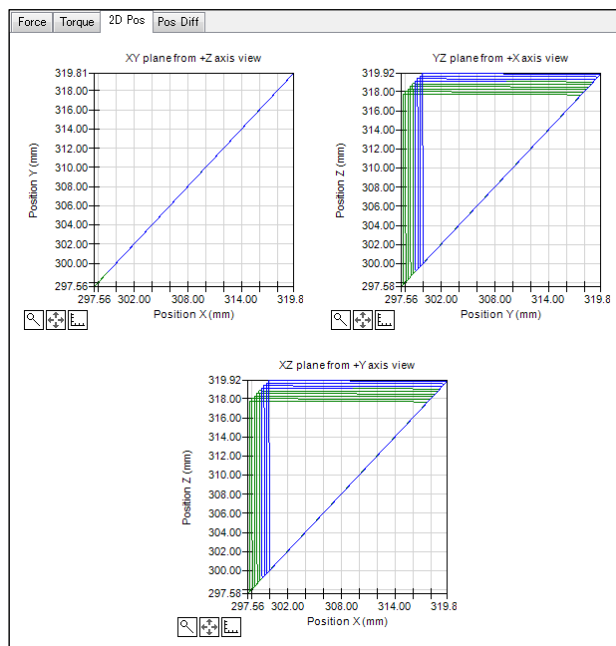 Force Torque 2D Pos Pos Diff
XY plane from +Z axis view
319.81
318.00
316.00
314.00
312.00
310.00
308.00
306.00
304.00
302.00
300.00
297.56
Position Y (mm)
297.56 302.00 308.00 314.00 319.8
Position X (mm)
YZ plane from +X axis view
319.92
318.00
316.00
314.00
312.00
310.00
308.00
306.00
304.00
302.00
300.00
297.58
Position Z (mm)
297.56 302.00 308.00 314.00 319.8
Position Y (mm)
XZ plane from +Y axis view
319.92
318.00
316.00
314.00
312.00
310.00
308.00
306.00
304.00
302.00
300.00
297.58
Position Z (mm)
297.56 302.00 308.00 314.00 319.8
Position X (mm)